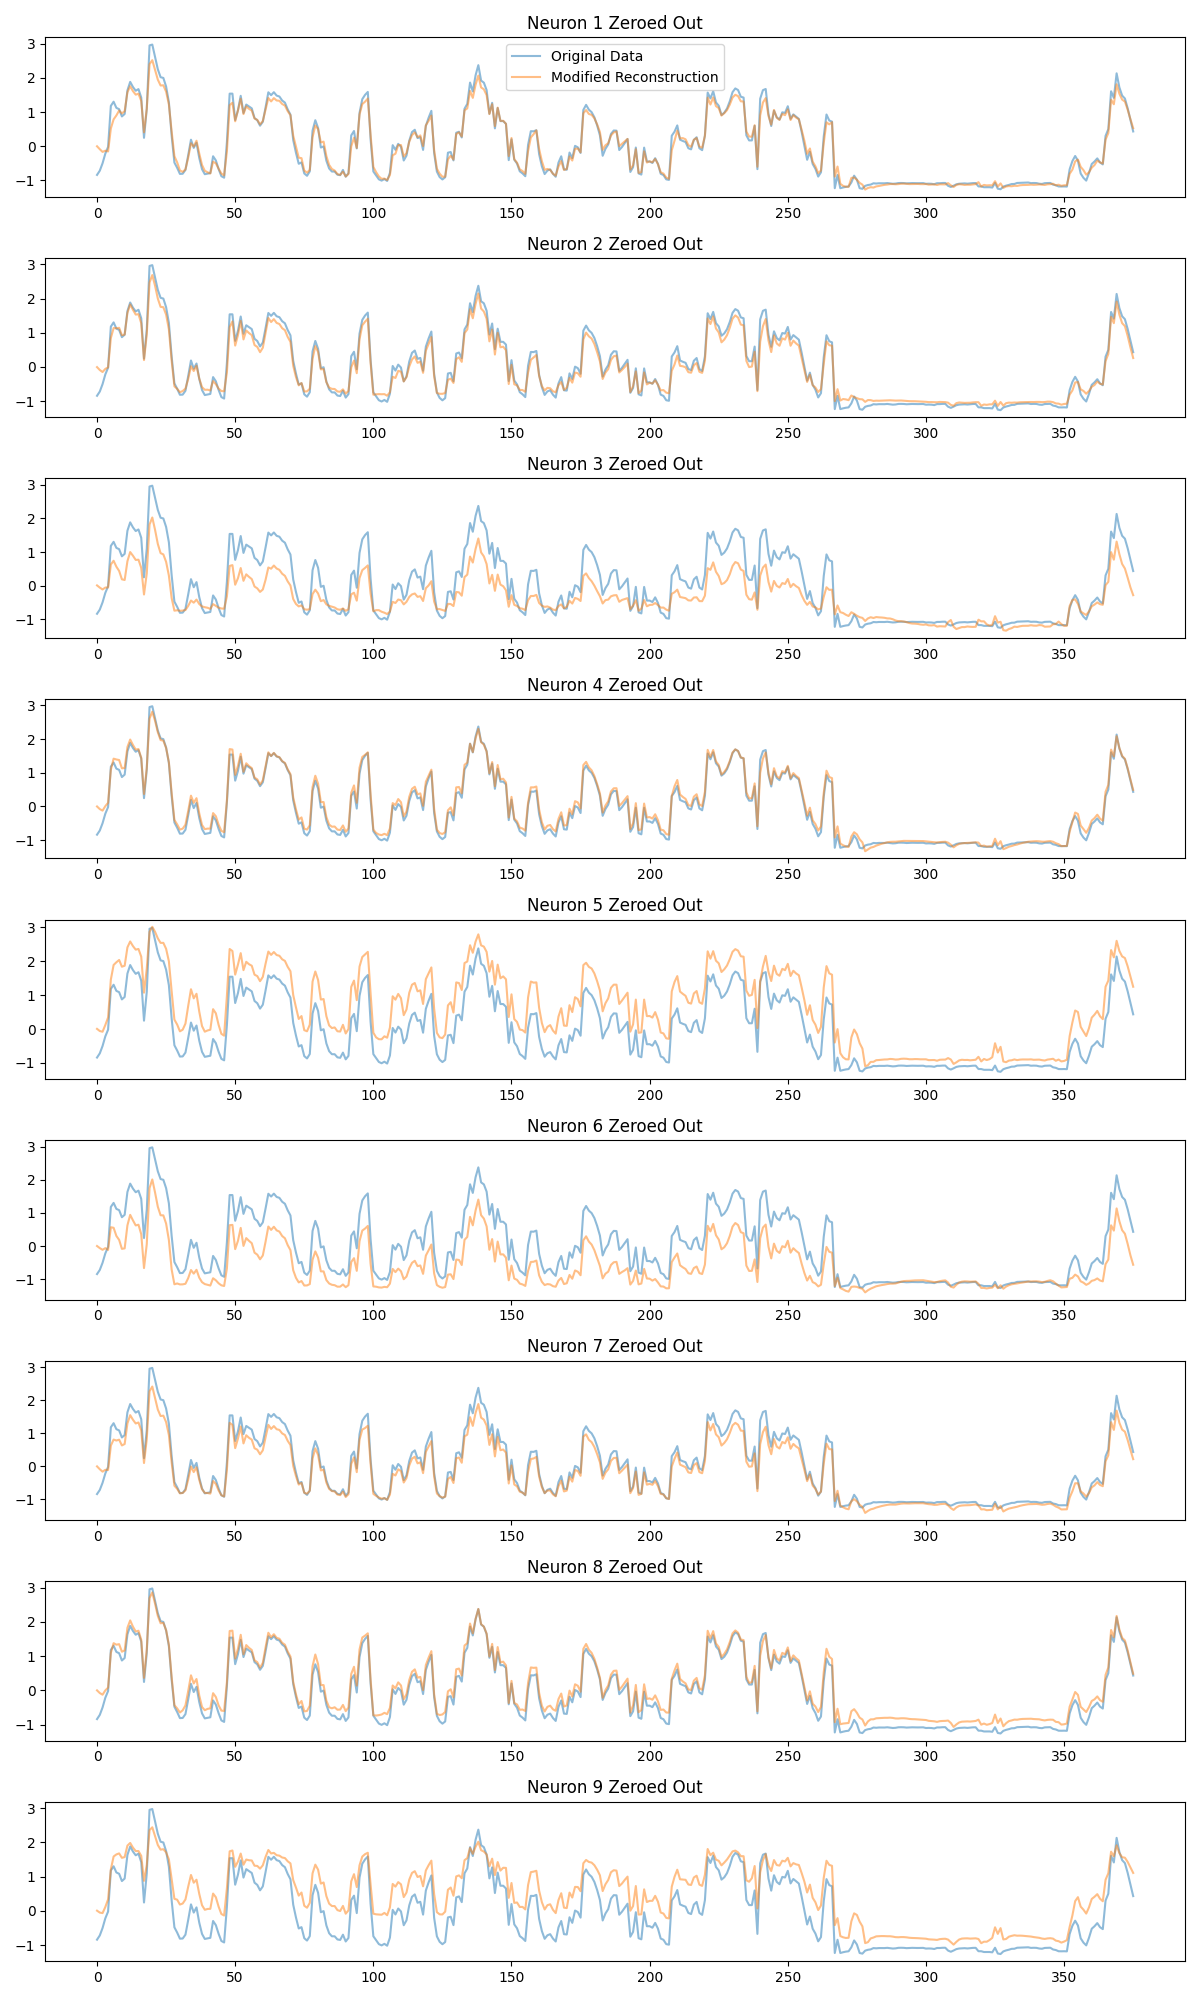 Neuron 1 Zeroed Out
Original Data
Modified Reconstruction
3
2
1
0
−1
0 50 100 150 200 250 300 350
Neuron 2 Zeroed Out
3
2
1
0
−1
0 50 100 150 200 250 300 350
Neuron 3 Zeroed Out
3
2
1
0
−1
0 50 100 150 200 250 300 350
Neuron 4 Zeroed Out
3
2
1
0
−1
0 50 100 150 200 250 300 350
Neuron 5 Zeroed Out
3
2
1
0
−1
0 50 100 150 200 250 300 350
Neuron 6 Zeroed Out
3
2
1
0
−1
0 50 100 150 200 250 300 350
Neuron 7 Zeroed Out
3
2
1
0
−1
0 50 100 150 200 250 300 350
Neuron 8 Zeroed Out
3
2
1
0
−1
0 50 100 150 200 250 300 350
Neuron 9 Zeroed Out
3
2
1
0
−1
0 50 100 150 200 250 300 350